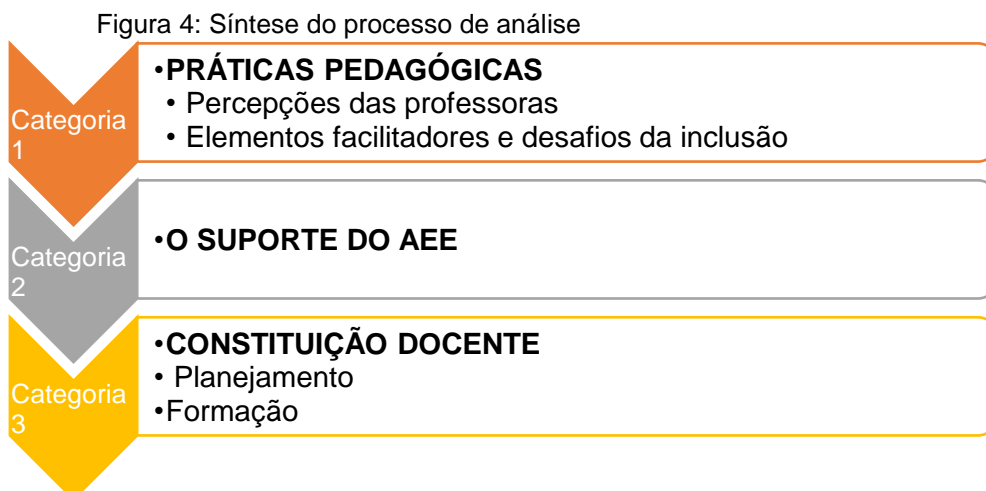 Figura 4: Síntese do processo de análise
Categoria
1
•PRÁTICAS PEDAGÓGICAS
• Percepções das professoras
• Elementos facilitadores e desafios da inclusão
Categoria
2
•O SUPORTE DO AEE
Categoria
3
•CONSTITUIÇÃO DOCENTE
• Planejamento
•Formação